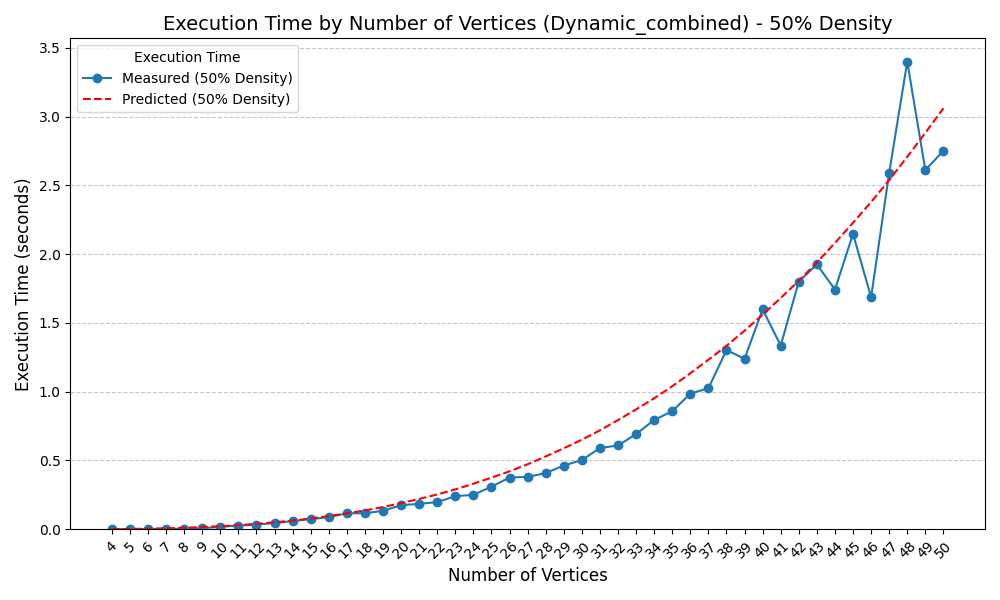 Execution Time by Number of Vertices (Dynamic_combined) - 50% Density
Execution Time
Measured (50% Density)
Predicted (50% Density)
Execution Time (seconds)
3.5
3.0
2.5
2.0
1.5
1.0
0.5
0.0
4 5 6 7 8 9 10 11 12 13 14 15 16 17 18 19 20 21 22 23 24 25 26 27 28 29 30 31 32 33 34 35 36 37 38 39 40 41 42 43 44 45 46 47 48 49 50
Number of Vertices